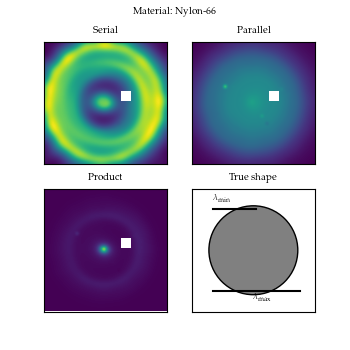 Material: Nylon-66
Serial
Parallel
Product
True shape
λmin
λmax